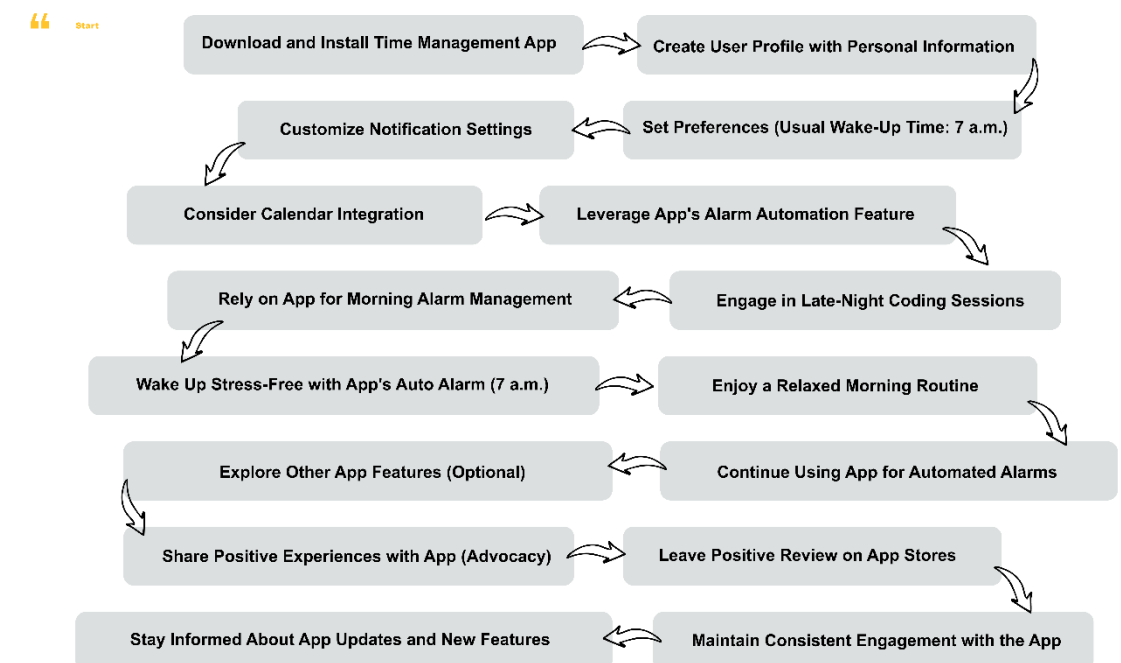 “
Start
Download and Install Time Management App
Create User Profile with Personal Information
Set Preferences (Usual Wake-Up Time: 7 a.m.)
Customize Notification Settings
Consider Calendar Integration
Leverage App's Alarm Automation Feature
Engage in Late-Night Coding Sessions
Rely on App for Morning Alarm Management
Wake Up Stress-Free with App's Auto Alarm (7 a.m.)
Enjoy a Relaxed Morning Routine
Continue Using App for Automated Alarms
Explore Other App Features (Optional)
Share Positive Experiences with App (Advocacy)
Leave Positive Review on App Stores
Maintain Consistent Engagement with the App
Stay Informed About App Updates and New Features